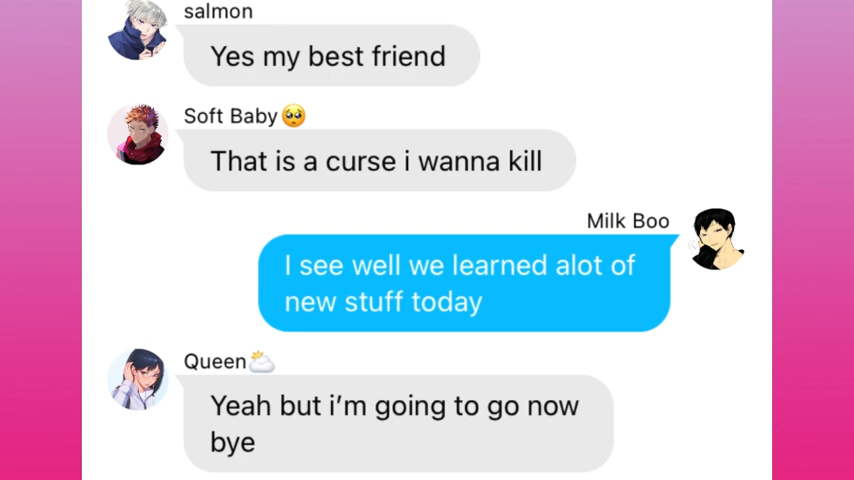 salmon
Yes my best friend
Soft Baby🥺
That is a curse i wanna kill
Milk Boo
I see well we learned alot of
new stuff today
Queen🌥️
Yeah but i’m going to go now
bye